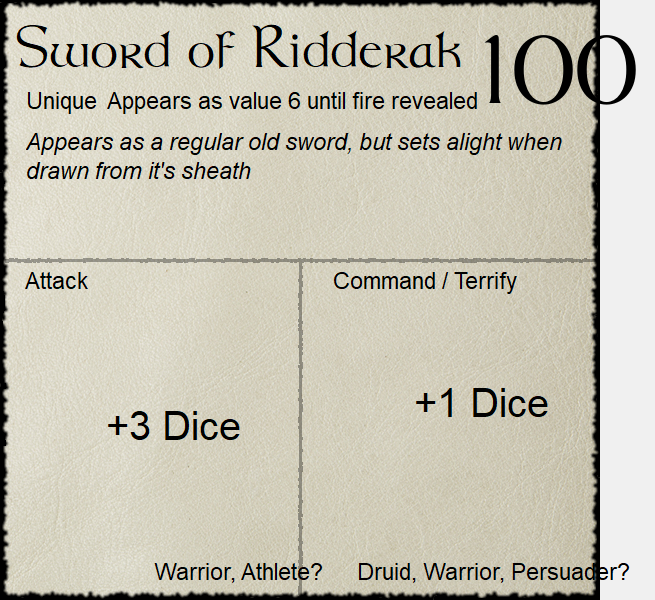 Sword of Ridderak 100
Unique Appears as value 6 until fire revealed
Appears as a regular old sword, but sets alight when
drawn from it's sheath
Attack
Command / Terrify
+3 Dice
+1 Dice
Warrior, Athlete?
Druid, Warrior, Persuader?